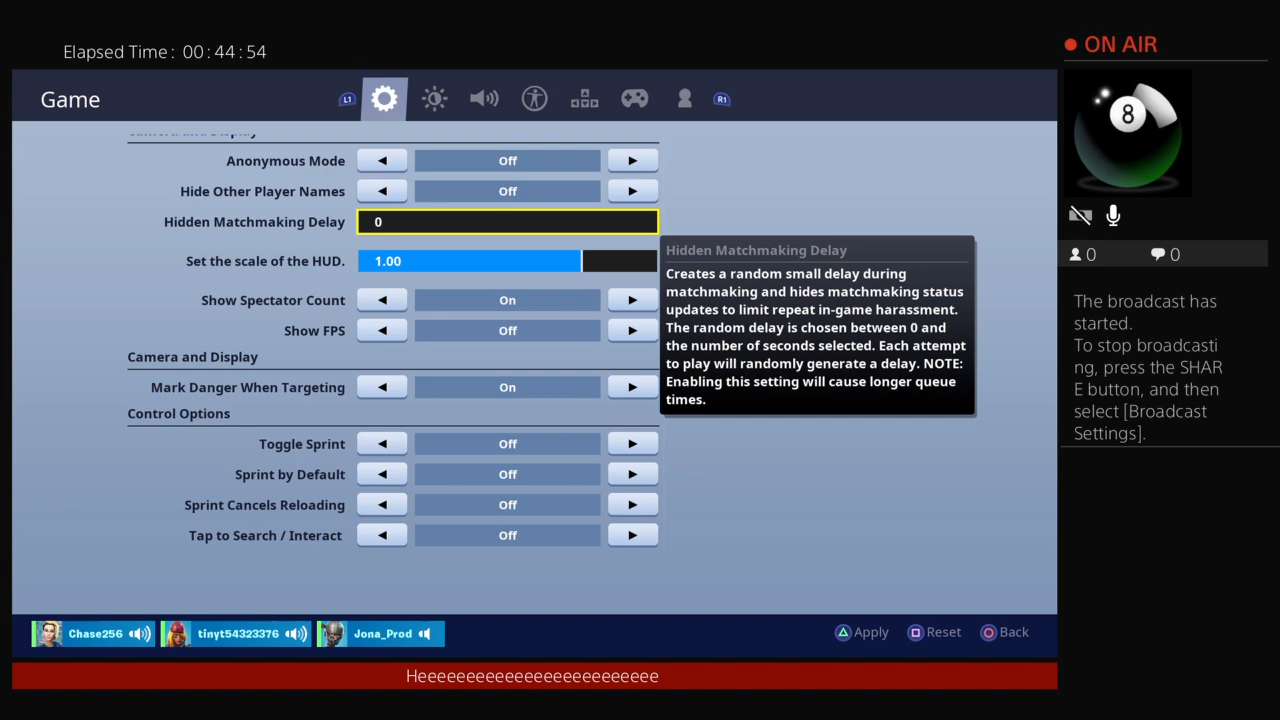 Elapsed Time: 00:44:54
ON AIR
Game
L1
R1
8
Camera and Display
Anonymous Mode Off
Hide Other Player Names Off
Hidden Matchmaking Delay 0
Set the scale of the HUD. 1.00
Show Spectator Count On
Show FPS Off
Camera and Display
Mark Danger When Targeting On
Control Options
Toggle Sprint Off
Sprint by Default Off
Sprint Cancels Reloading Off
Tap to Search / Interact Off
Hidden Matchmaking Delay
Creates a random small delay during
matchmaking and hides matchmaking status
updates to limit repeat in-game harassment.
The random delay is chosen between 0 and
the number of seconds selected. Each attempt
to play will randomly generate a delay. NOTE:
Enabling this setting will cause longer queue
times.
0 0
The broadcast has
started.
To stop broadcasti
ng, press the SHAR
E button, and then
select [Broadcast
Settings].
Chase256 tinyt54323376 Jona_Prod
Apply Reset Back
Heeeeeeeeeeeeeeeeeeeeeeeee